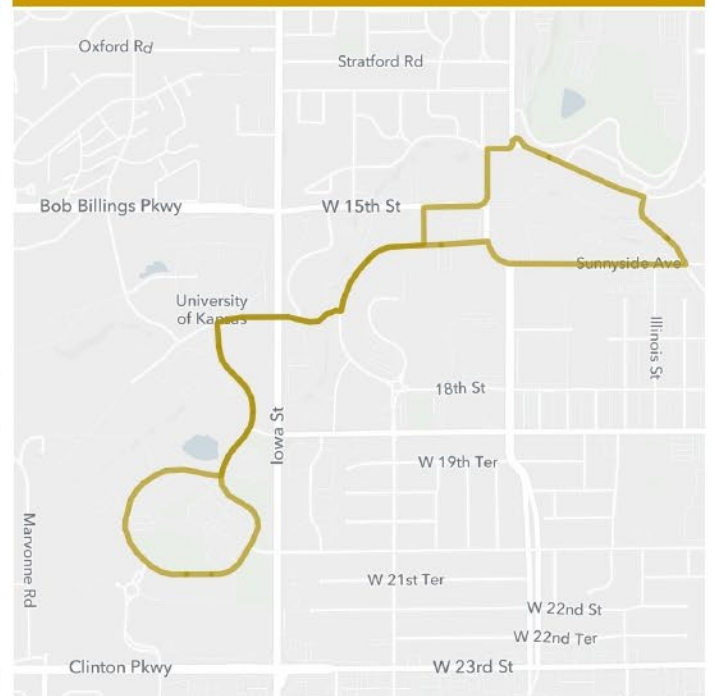 Oxford Rd
Stratford Rd
Bob Billings Pkwy
W 15th St
Sunnyside Ave
University
of Kansas
Illinois St
18th St
Iowa St
W 19th Ter
Marvonne Rd
W 21st Ter
W 22nd St
W 22nd Ter
Clinton Pkwy
W 23rd St